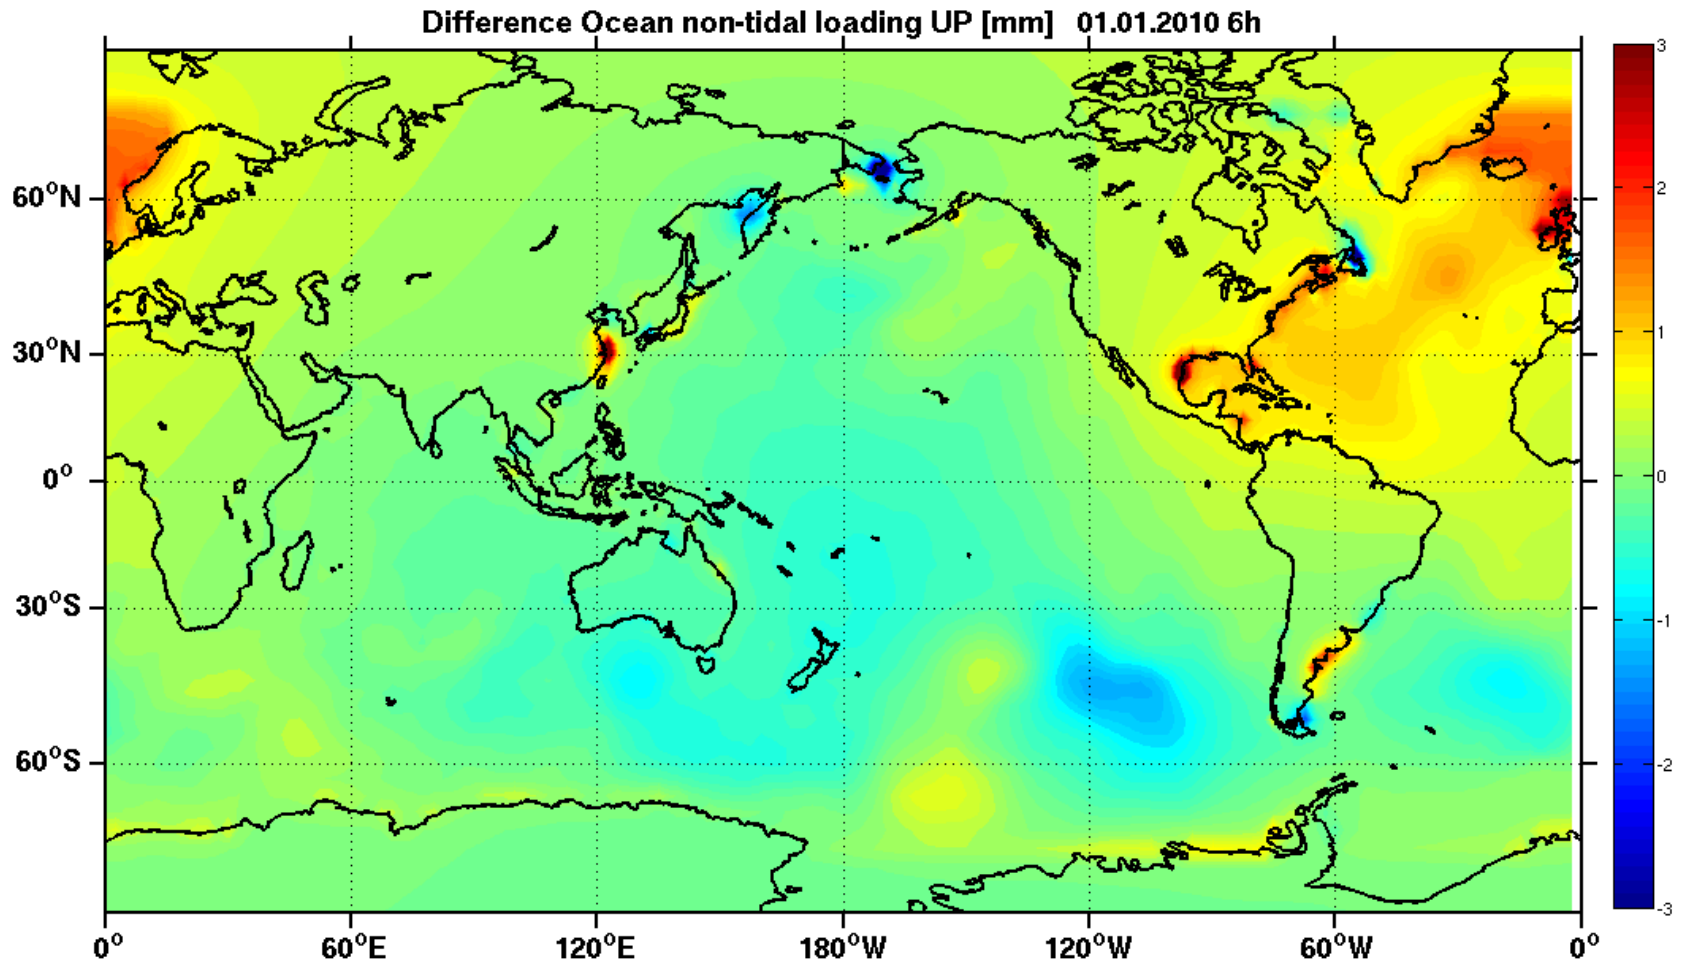 Difference Ocean non-tidal loading UP [mm] 01.01.2010 6h
60°N
30°N
0°
30°S
60°S
0°
60°E
120°E
180°W
120°W
60°W
0°
3
2
1
0
-1
-2
-3